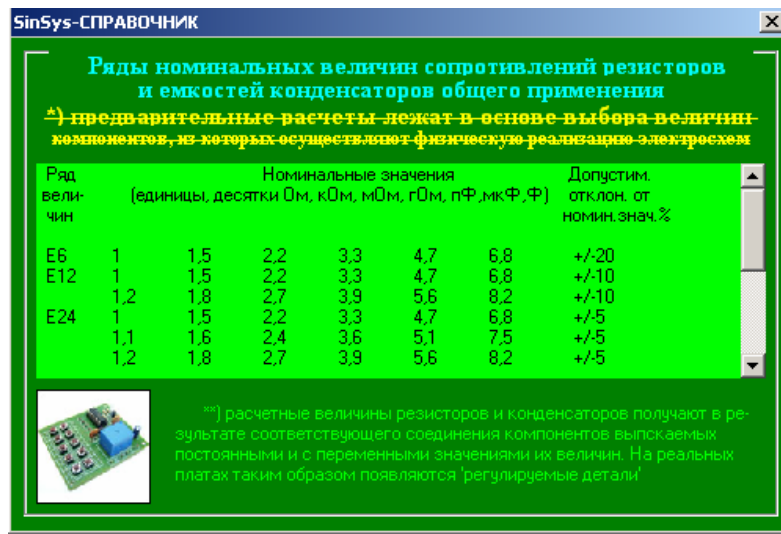 SinSys-СПРАВОЧНИК
Ряды номинальных величин сопротивлений резисторов
и емкостей конденсаторов общего применения
*) предварительные расчеты лежат в основе выбора величин
компонентов, из которых осуществляют физическую реализацию электросхем
Ряд Номинальные значения Допустим.
вели- (единицы, десятки Ом, кОм, мОм, гОм, пФ,мкФ,Ф) отклон. от
чин номин.знач.%
E6 1 1,5 2,2 3,3 4,7 6,8 +/-20
E12 1 1,5 2,2 3,3 4,7 6,8 +/-10
1,2 1,8 2,7 3,9 5,6 8,2 +/-10
E24 1 1,5 2,2 3,3 4,7 6,8 +/-5
1,1 1,6 2,4 3,6 5,1 7,5 +/-5
1,2 1,8 2,7 3,9 5,6 8,2 +/-5
**) расчетные величины резисторов и конденсаторов получают в ре-
зультате соответствующего соединения компонентов выпскаемых
постоянными и с переменными значениями их величин. На реальных
платах таким образом появляются 'регулируемые детали'